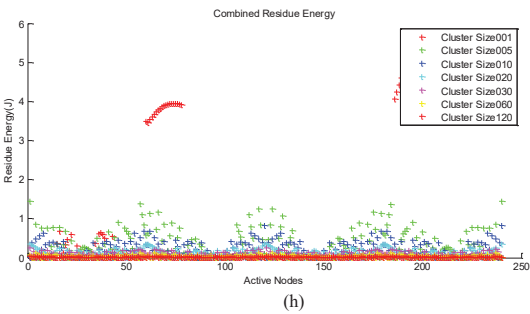 Combined Residue Energy
6
5
4
3
2
1
0
Residue Energy(J)
0
50
100
150
200
250
Active Nodes
Cluster Size001
Cluster Size005
Cluster Size010
Cluster Size020
Cluster Size030
Cluster Size060
Cluster Size120
(h)